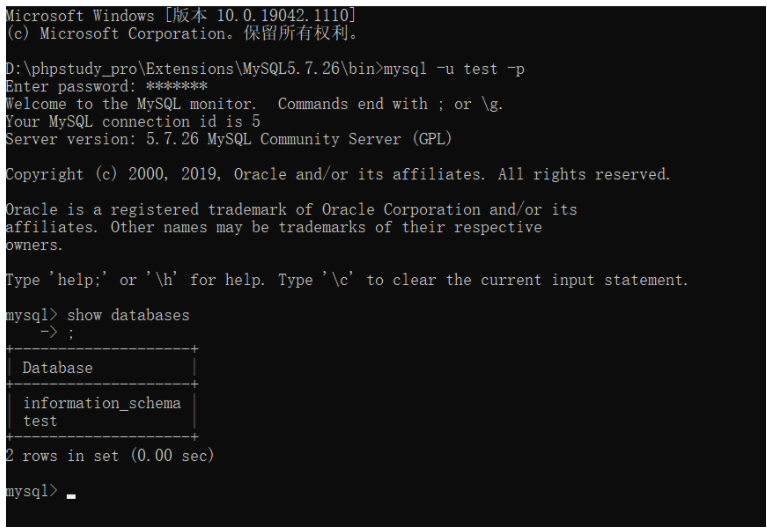 Microsoft Windows [版本 10.0.19042.1110]
(c) Microsoft Corporation。保留所有权利。
D:\phpstudy_pro\Extensions\MySQL5.7.26\bin>mysql -u test -p
Enter password: *******
Welcome to the MySQL monitor.  Commands end with ; or \g.
Your MySQL connection id is 5
Server version: 5.7.26 MySQL Community Server (GPL)
Copyright (c) 2000, 2019, Oracle and/or its affiliates. All rights reserved.
Oracle is a registered trademark of Oracle Corporation and/or its
affiliates. Other names may be trademarks of their respective
owners.
Type 'help;' or '\h' for help. Type '\c' to clear the current input statement.
mysql> show databases
    -> ;
+--------------------+
| Database           |
+--------------------+
| information_schema |
| test               |
+--------------------+
2 rows in set (0.00 sec)
mysql>